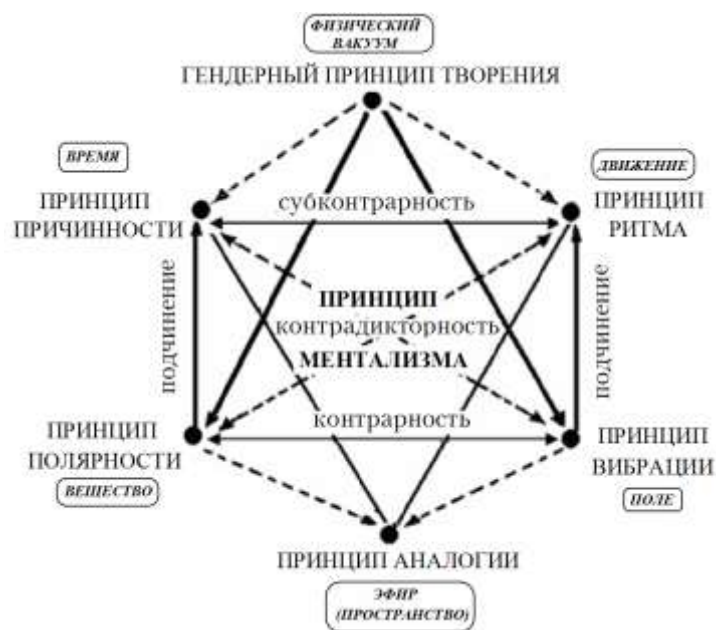 ФИЗИЧЕСКИЙ
ВАКУУМ
ГЕНДЕРНЫЙ ПРИНЦИП ТВОРЕНИЯ
ВРЕМЯ
ДВИЖЕНИЕ
ПРИНЦИП
ПРИЧИННОСТИ
субконтрарность
ПРИНЦИП
РИТМА
подчинение
ПРИНЦИП
контрадикторность
МЕНТАЛИЗМА
подчинение
контрарность
ПРИНЦИП
ПОЛЯРНОСТИ
ВЕЩЕСТВО
ПРИНЦИП
ВИБРАЦИИ
ПОЛЕ
ПРИНЦИП АНАЛОГИИ
ЭФИР
(ПРОСТРАНСТВО)